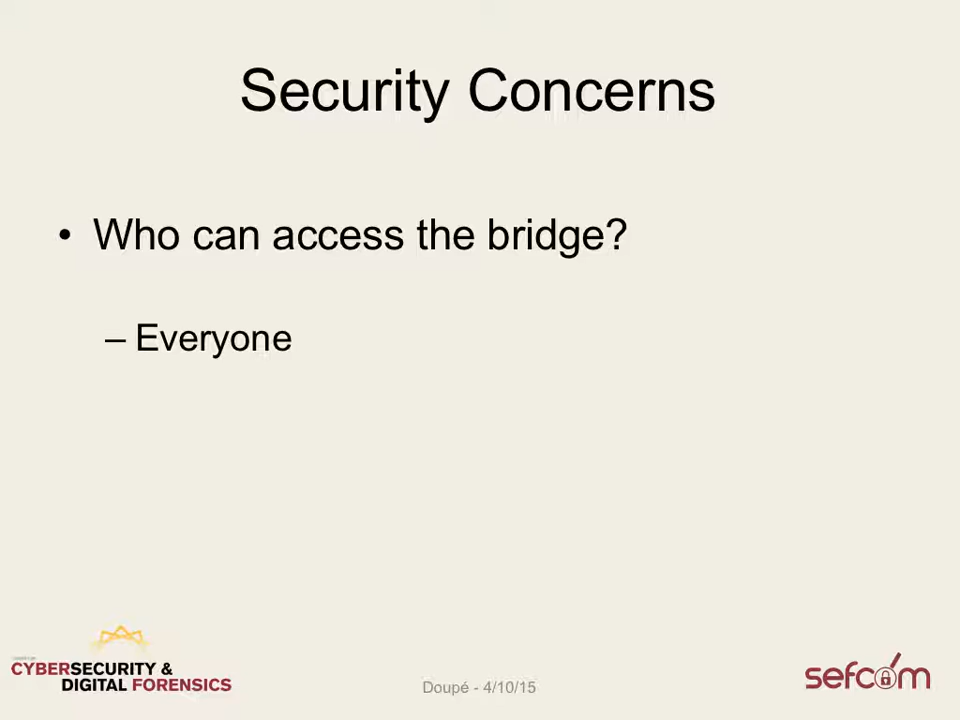 Security Concerns
• Who can access the bridge?
– Everyone
CYBERSECURITY &
DIGITAL FORENSICS
Doupé - 4/10/15
sefcom